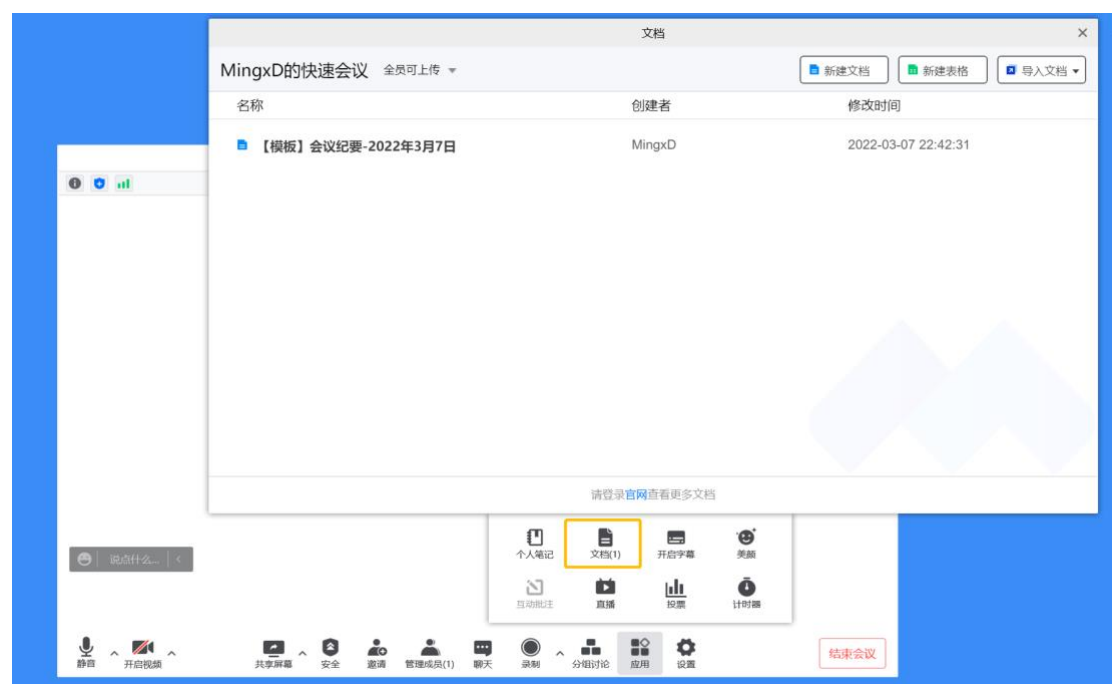 文档
MingxD的快速会议 全员可上传
新建文档 新建表格 导入文档
名称 创建者 修改时间
【模板】会议纪要-2022年3月7日 MingxD 2022-03-07 22:42:31
请登录官网查看更多文档
个人笔记 文档(1) 开启字幕 美颜
说点什么...
互动批注 直播 投票 计时器
静音 开启视频 共享屏幕 安全 邀请 管理成员(1) 聊天 录制 分组讨论 应用 设置 结束会议